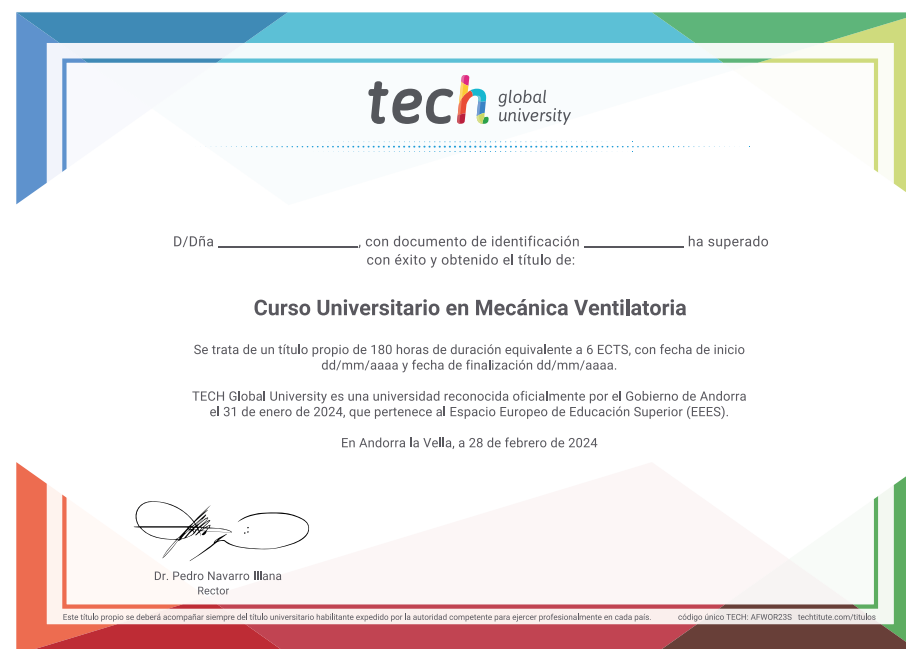 tech global university
D/Dña ______________, con documento de identificación __________ ha superado
con éxito y obtenido el título de:
Curso Universitario en Mecánica Ventilatoria
Se trata de un título propio de 180 horas de duración equivalente a 6 ECTS, con fecha de inicio
dd/mm/aaaa y fecha de finalización dd/mm/aaaa.
TECH Global University es una universidad reconocida oficialmente por el Gobierno de Andorra
el 31 de enero de 2024, que pertenece al Espacio Europeo de Educación Superior (EEES).
En Andorra la Vella, a 28 de febrero de 2024
Dr. Pedro Navarro Illana
Rector
Este título propio se deberá acompañar siempre del título universitario habilitante expedido por la autoridad competente para ejercer profesionalmente en cada país. código único TECH: AFWOR23S techtitute.com/titulos